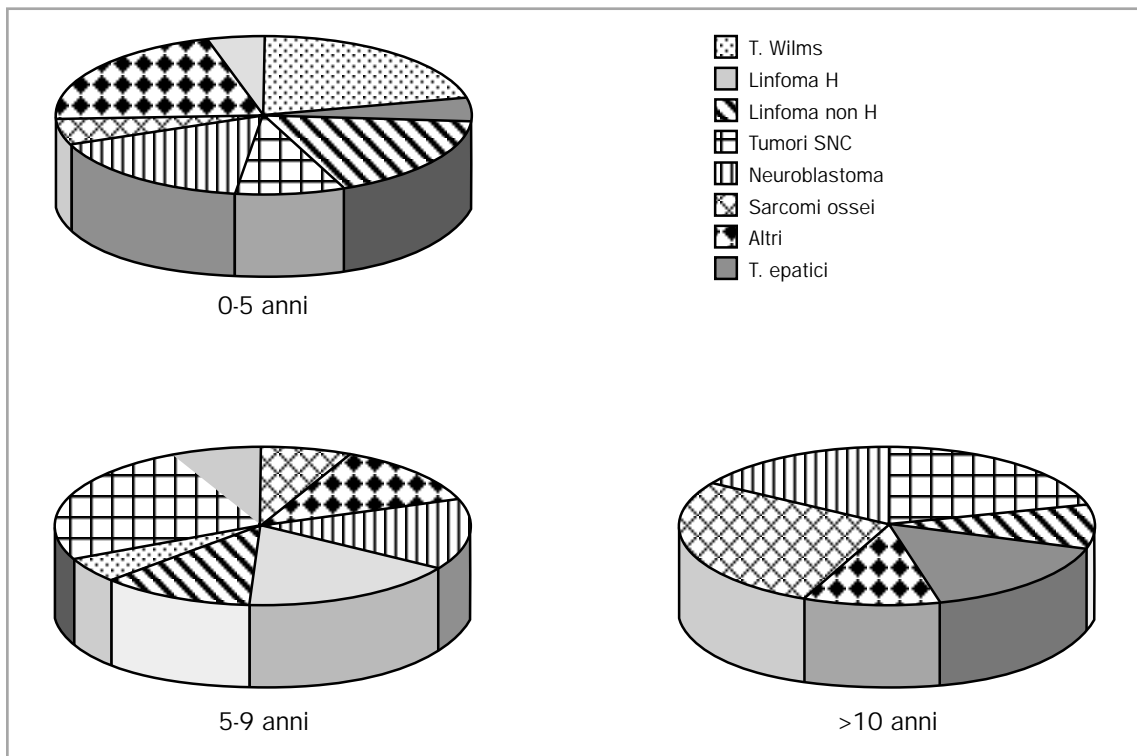 T. Wilms
Linfoma H
Linfoma non H
Tumori SNC
Neuroblastoma
Sarcomi ossei
Altri
T. epatici
0-5 anni
5-9 anni
>10 anni